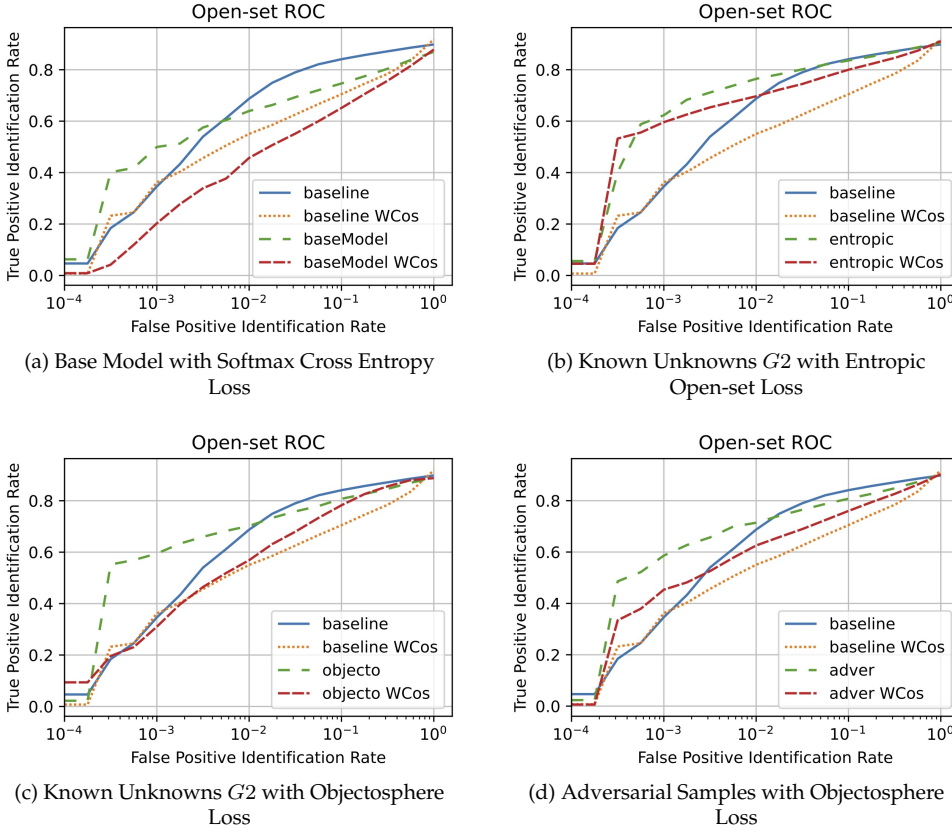 Open-set ROC
True Positive Identification Rate
0.8
0.6
0.4
0.2
0.0
baseline
baseline WCos
baseModel
baseModel WCos
10⁻⁴ 10⁻³ 10⁻² 10⁻¹ 10⁰
False Positive Identification Rate
(a) Base Model with Softmax Cross Entropy
Loss
Open-set ROC
True Positive Identification Rate
0.8
0.6
0.4
0.2
0.0
baseline
baseline WCos
entropic
entropic WCos
10⁻⁴ 10⁻³ 10⁻² 10⁻¹ 10⁰
False Positive Identification Rate
(b) Known Unknowns G2 with Entropic
Open-set Loss
Open-set ROC
True Positive Identification Rate
0.8
0.6
0.4
0.2
0.0
baseline
baseline WCos
objecto
objecto WCos
10⁻⁴ 10⁻³ 10⁻² 10⁻¹ 10⁰
False Positive Identification Rate
(c) Known Unknowns G2 with Objectosphere
Loss
Open-set ROC
True Positive Identification Rate
0.8
0.6
0.4
0.2
0.0
baseline
baseline WCos
adver
adver WCos
10⁻⁴ 10⁻³ 10⁻² 10⁻¹ 10⁰
False Positive Identification Rate
(d) Adversarial Samples with Objectosphere
Loss